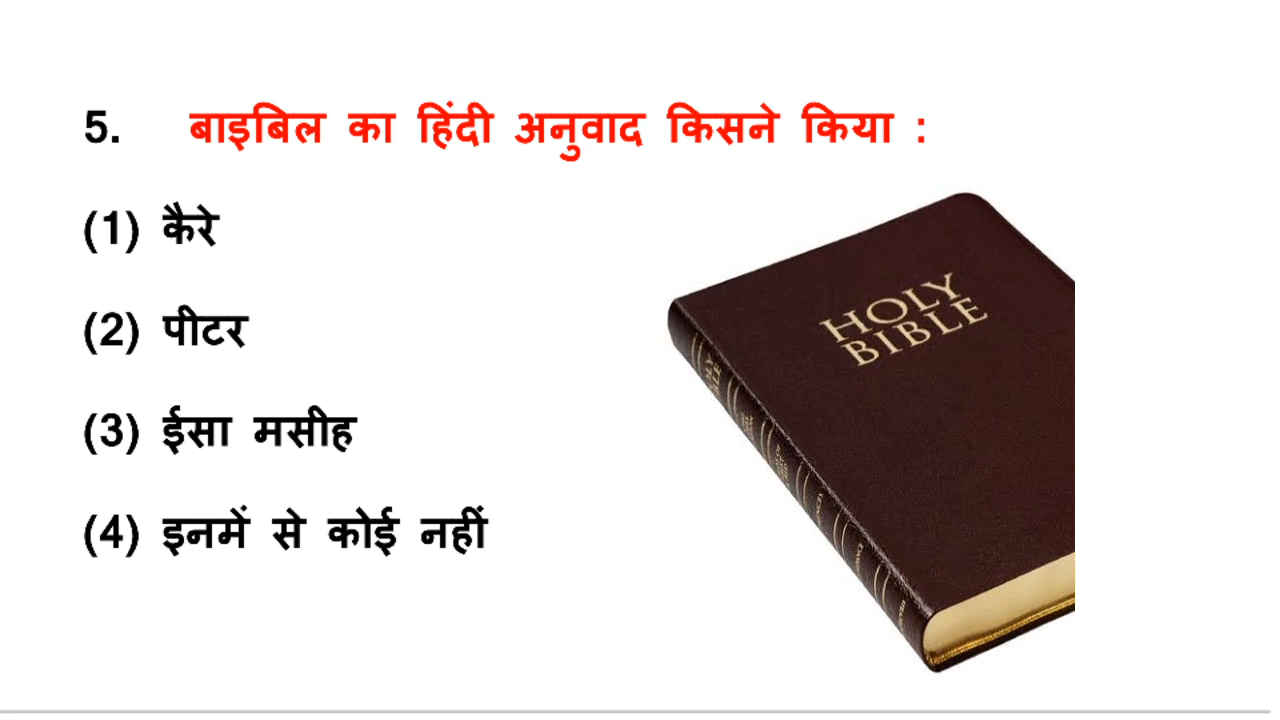 5. बाइबिल का हिंदी अनुवाद किसने किया :
(1) कैरे
(2) पीटर
(3) ईसा मसीह
(4) इनमें से कोई नहीं
HOLY
BIBLE